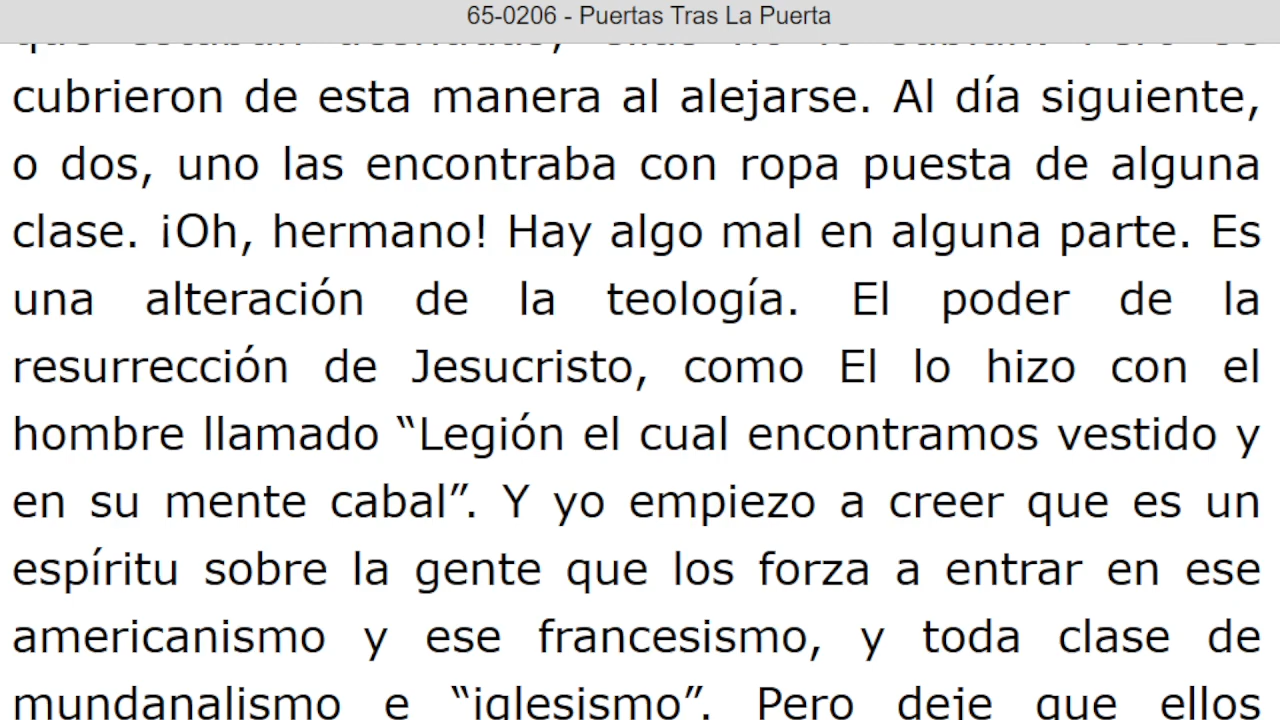 65-0206 - Puertas Tras La Puerta
cubrieron de esta manera al alejarse. Al día siguiente,
o dos, uno las encontraba con ropa puesta de alguna
clase. ¡Oh, hermano! Hay algo mal en alguna parte. Es
una alteración de la teología. El poder de la
resurrección de Jesucristo, como El lo hizo con el
hombre llamado “Legión el cual encontramos vestido y
en su mente cabal”. Y yo empiezo a creer que es un
espíritu sobre la gente que los forza a entrar en ese
americanismo y ese francesismo, y toda clase de
mundanalismo e “iglesismo”. Pero deje que ellos